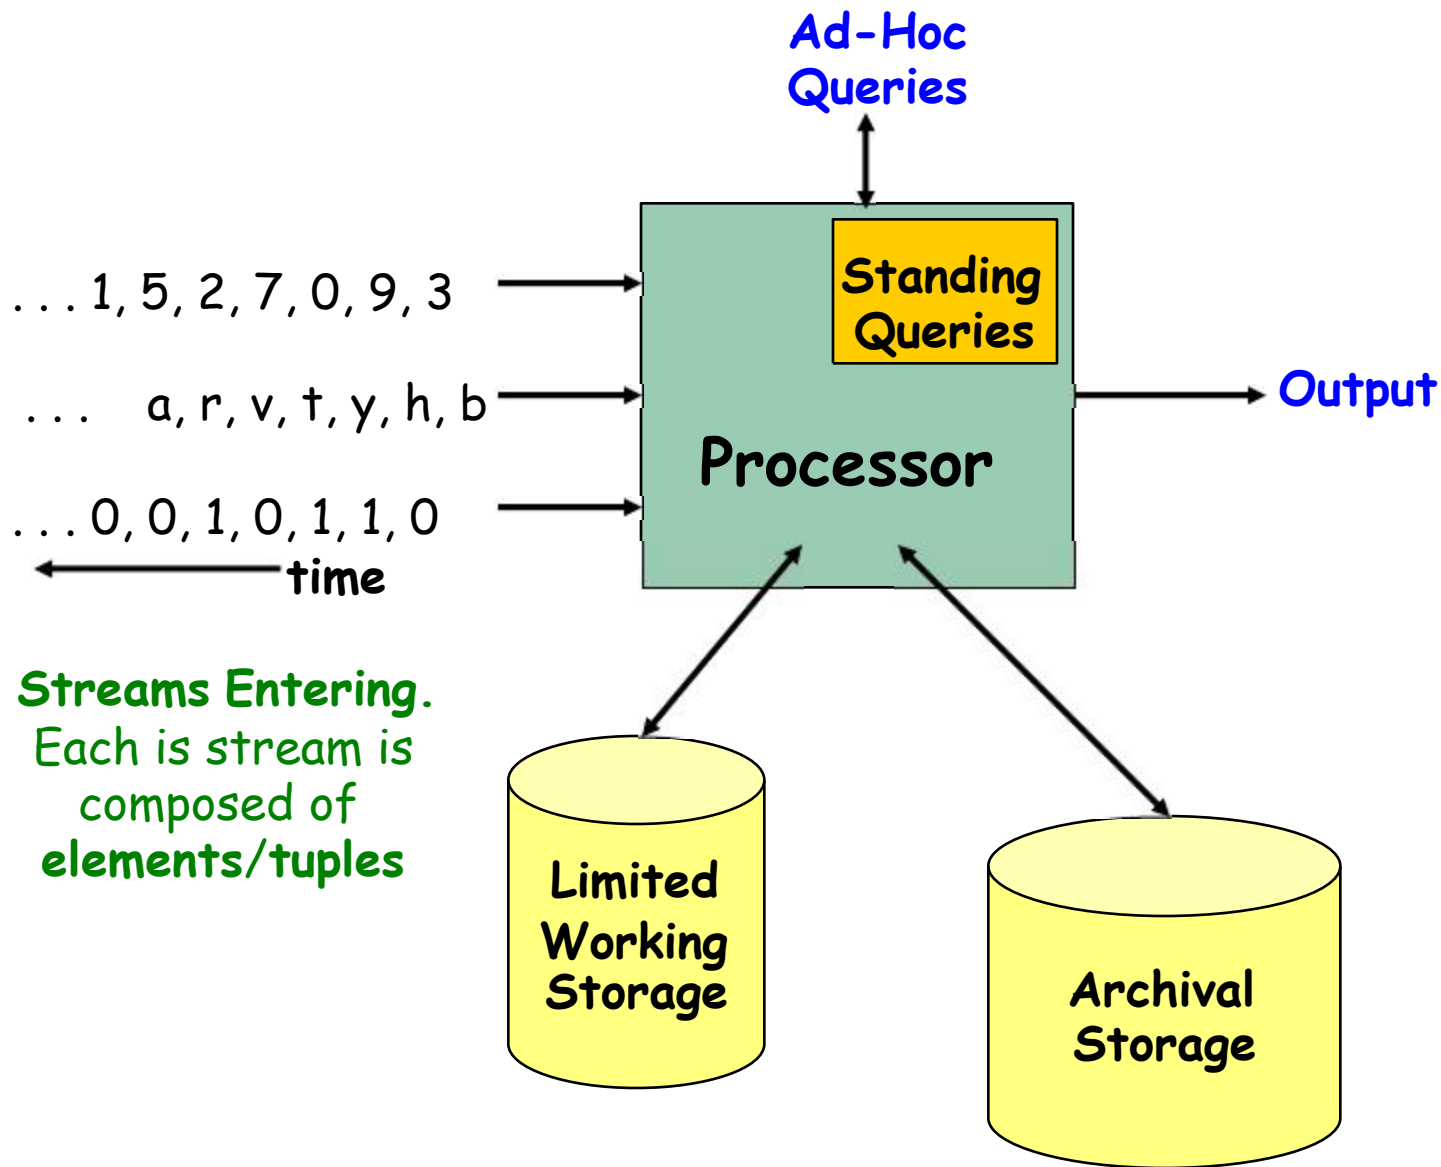 Ad-Hoc
Queries
Standing
Queries
. . . 1, 5, 2, 7, 0, 9, 3
. . . a, r, v, t, y, h, b
Output
Processor
. . . 0, 0, 1, 0, 1, 1, 0
time
Streams Entering.
Each is stream is
composed of
elements/tuples
Limited
Working
Storage
Archival
Storage